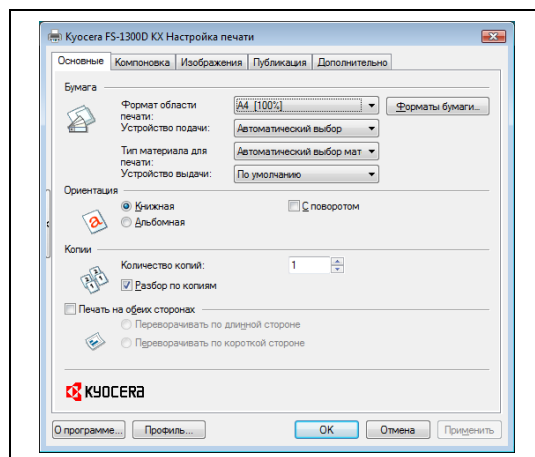 Kyocera FS-1300D KX Настройка печати
Основные Компоновка Изображения Публикация Дополнительно
Бумага
Формат области печати: A4 [100%] Форматы бумаги...
Устройство подачи: Автоматический выбор
Тип материала для печати: Автоматический выбор мат
Устройство выдачи: По умолчанию
Ориентация
Книжная С поворотом
Альбомная
Копии
Количество копий: 1
Разбор по копиям
Печать на обеих сторонах
Переворачивать по длинной стороне
Переворачивать по короткой стороне
KYOCERA
О программе... Профиль... OK Отмена Применить